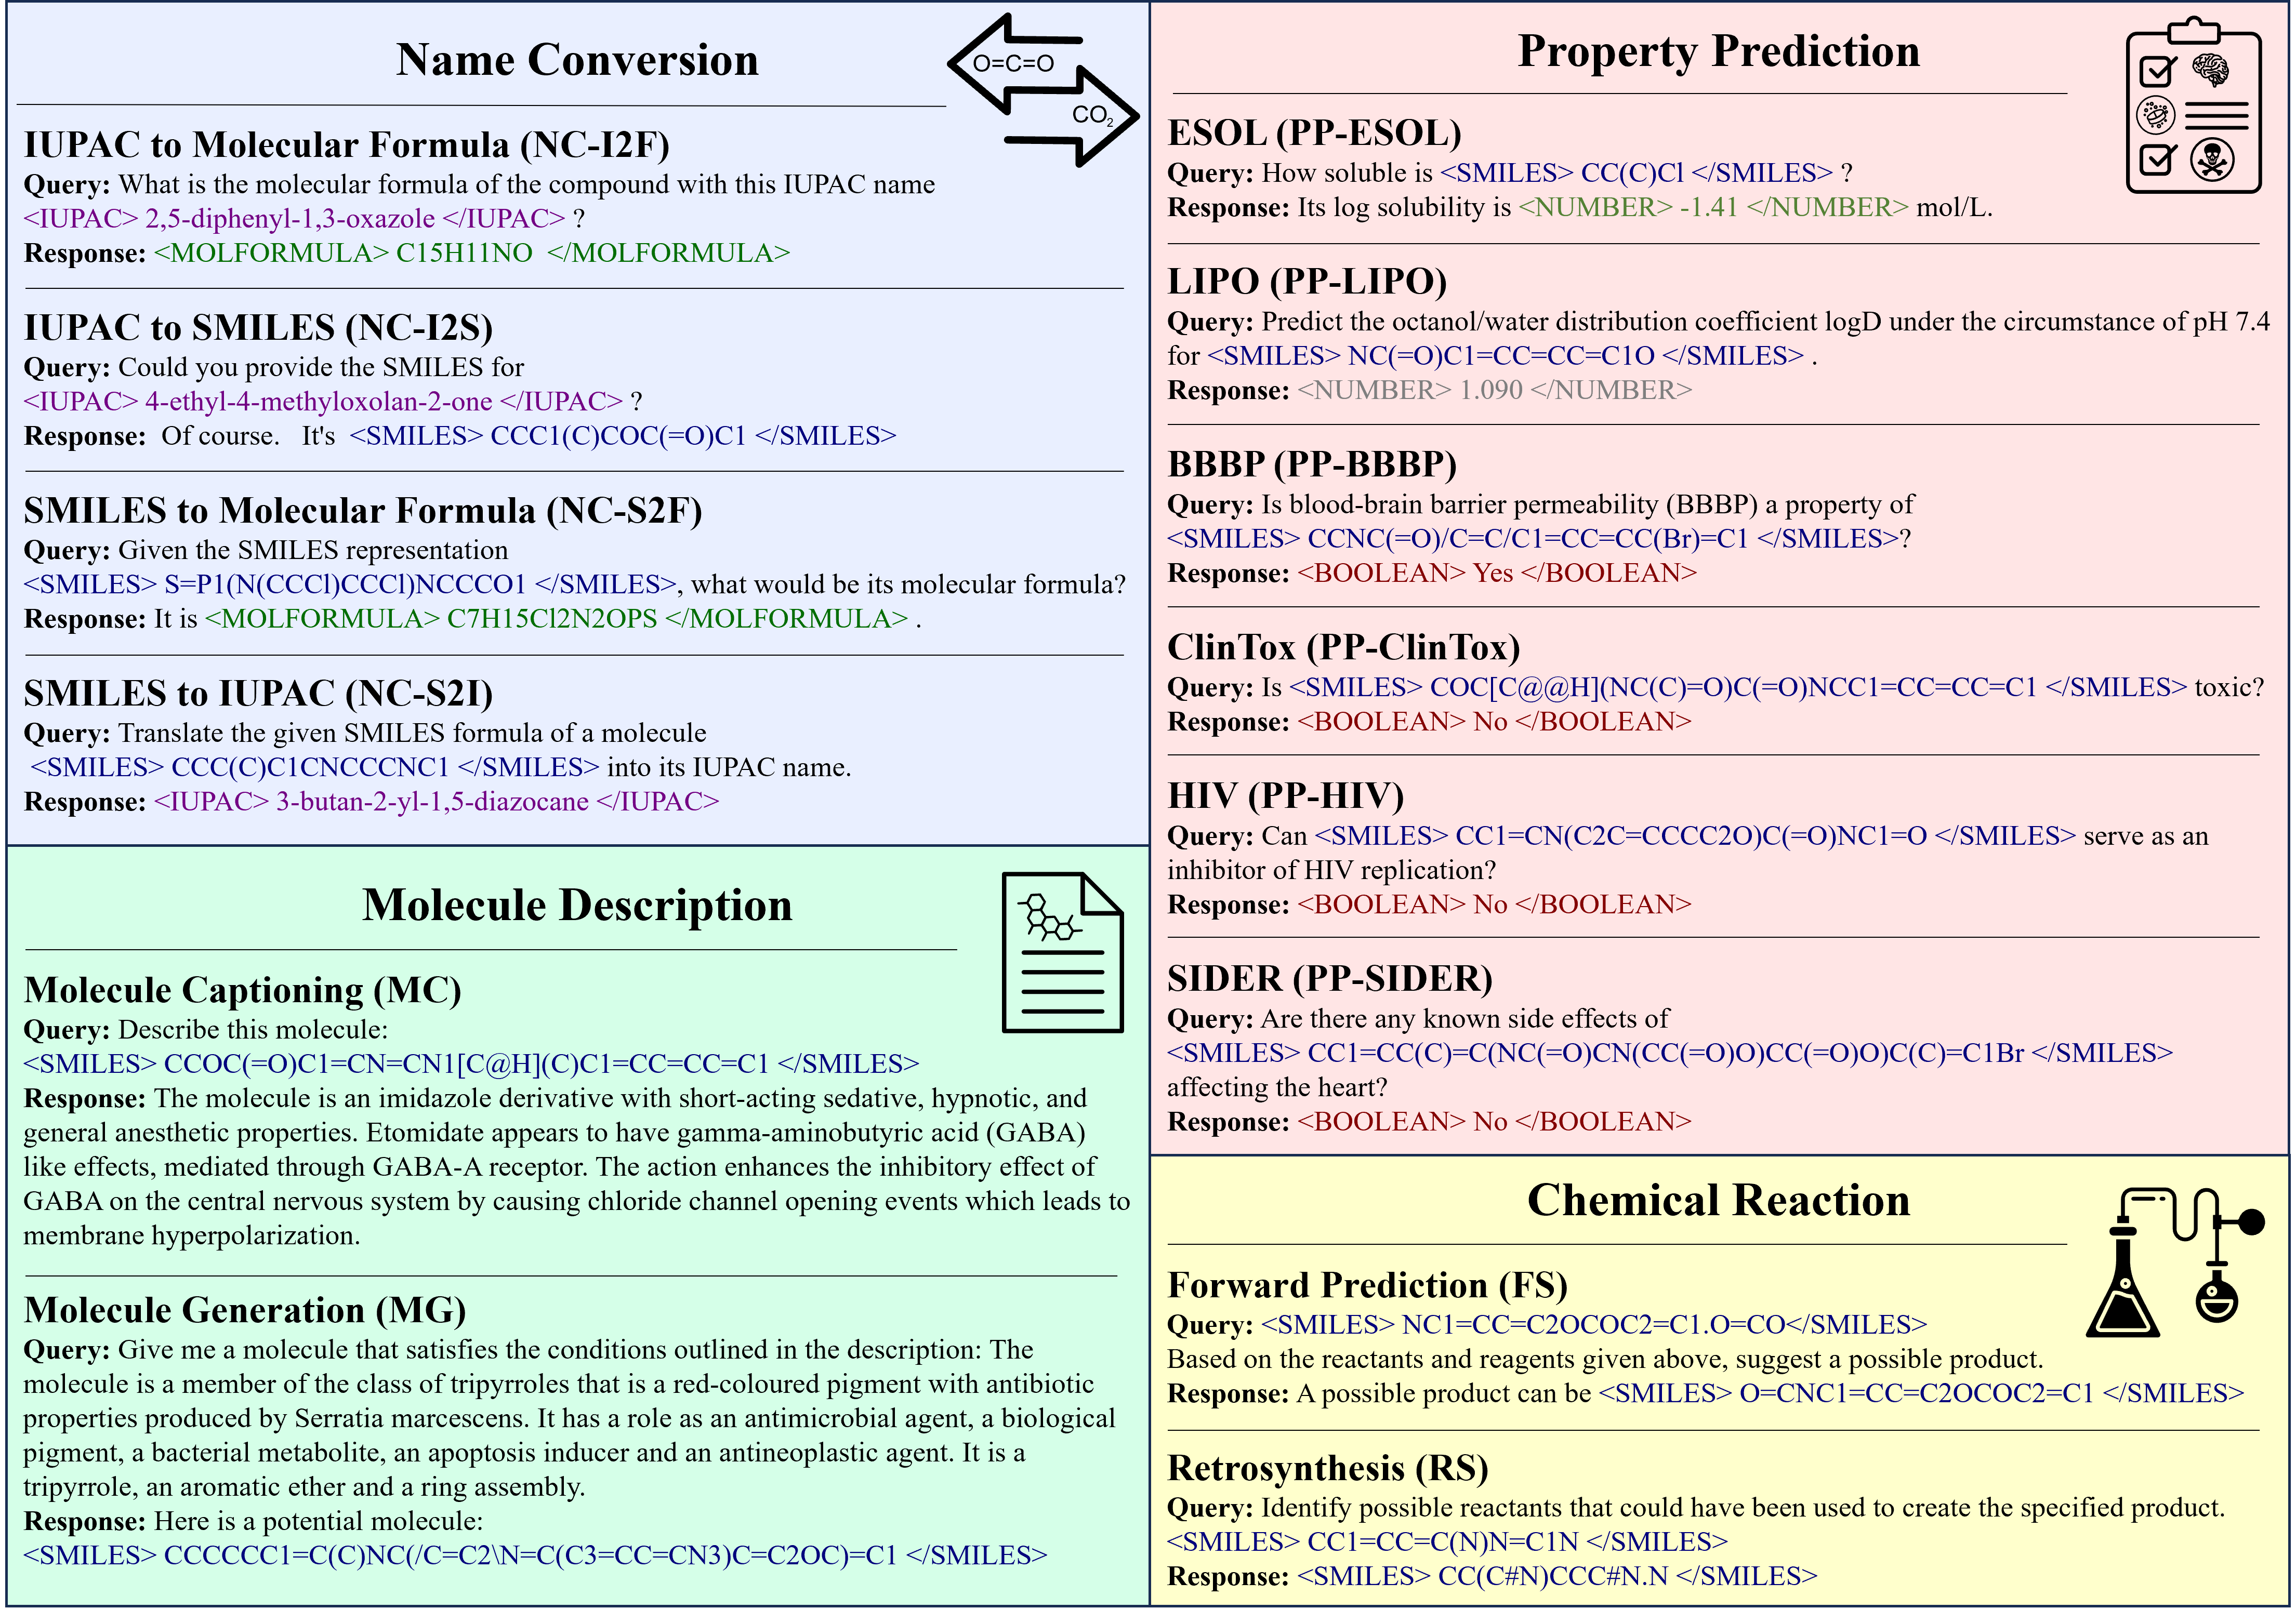 Name Conversion
O=C=O
CO2
IUPAC to Molecular Formula (NC-I2F)
Query: What is the molecular formula of the compound with this IUPAC name
<IUPAC> 2,5-diphenyl-1,3-oxazole </IUPAC> ?
Response: <MOLFORMULA> C15H11NO </MOLFORMULA>
IUPAC to SMILES (NC-I2S)
Query: Could you provide the SMILES for
<IUPAC> 4-ethyl-4-methyloxolan-2-one </IUPAC> ?
Response: Of course. It's <SMILES> CCC1(C)COC(=O)C1 </SMILES>
SMILES to Molecular Formula (NC-S2F)
Query: Given the SMILES representation
<SMILES> S=P1(N(CCCl)CCCl)NCCCO1 </SMILES>, what would be its molecular formula?
Response: It is <MOLFORMULA> C7H15Cl2N2OPS </MOLFORMULA> .
SMILES to IUPAC (NC-S2I)
Query: Translate the given SMILES formula of a molecule
<SMILES> CCC(C)C1CNCCCNC1 </SMILES> into its IUPAC name.
Response: <IUPAC> 3-butan-2-yl-1,5-diazocane </IUPAC>
Molecule Description
Molecule Captioning (MC)
Query: Describe this molecule:
<SMILES> CCOC(=O)C1=CN=CN1[C@H](C)C1=CC=CC=C1 </SMILES>
Response: The molecule is an imidazole derivative with short-acting sedative, hypnotic, and
general anesthetic properties. Etomidate appears to have gamma-aminobutyric acid (GABA)
like effects, mediated through GABA-A receptor. The action enhances the inhibitory effect of
GABA on the central nervous system by causing chloride channel opening events which leads to
membrane hyperpolarization.
Molecule Generation (MG)
Query: Give me a molecule that satisfies the conditions outlined in the description: The
molecule is a member of the class of tripyrroles that is a red-coloured pigment with antibiotic
properties produced by Serratia marcescens. It has a role as an antimicrobial agent, a biological
pigment, a bacterial metabolite, an apoptosis inducer and an antineoplastic agent. It is a
tripyrrole, an aromatic ether and a ring assembly.
Response: Here is a potential molecule:
<SMILES> CCCCCC1=C(C)NC(/C=C2\N=C(C3=CC=CN3)C=C2OC)=C1 </SMILES>
Property Prediction
ESOL (PP-ESOL)
Query: How soluble is <SMILES> CC(C)Cl </SMILES> ?
Response: Its log solubility is <NUMBER> -1.41 </NUMBER> mol/L.
LIPO (PP-LIPO)
Query: Predict the octanol/water distribution coefficient logD under the circumstance of pH 7.4
for <SMILES> NC(=O)C1=CC=CC=C1O </SMILES> .
Response: <NUMBER> 1.090 </NUMBER>
BBBP (PP-BBBP)
Query: Is blood-brain barrier permeability (BBBP) a property of
<SMILES> CCNC(=O)/C=C/C1=CC=CC(Br)=C1 </SMILES>?
Response: <BOOLEAN> Yes </BOOLEAN>
ClinTox (PP-ClinTox)
Query: Is <SMILES> COC[C@@H](NC(C)=O)C(=O)NCC1=CC=CC=C1 </SMILES> toxic?
Response: <BOOLEAN> No </BOOLEAN>
HIV (PP-HIV)
Query: Can <SMILES> CC1=CN(C2C=CCCC2O)C(=O)NC1=O </SMILES> serve as an
inhibitor of HIV replication?
Response: <BOOLEAN> No </BOOLEAN>
SIDER (PP-SIDER)
Query: Are there any known side effects of
<SMILES> CC1=CC(C)=C(NC(=O)CN(CC(=O)O)CC(=O)O)C(C)=C1Br </SMILES>
affecting the heart?
Response: <BOOLEAN> No </BOOLEAN>
Chemical Reaction
Forward Prediction (FS)
Query: <SMILES> NC1=CC=C2OCOC2=C1.O=CO</SMILES>
Based on the reactants and reagents given above, suggest a possible product.
Response: A possible product can be <SMILES> O=CNC1=CC=C2OCOC2=C1 </SMILES>
Retrosynthesis (RS)
Query: Identify possible reactants that could have been used to create the specified product.
<SMILES> CC1=CC=C(N)N=C1N </SMILES>
Response: <SMILES> CC(C#N)CCC#N.N </SMILES>